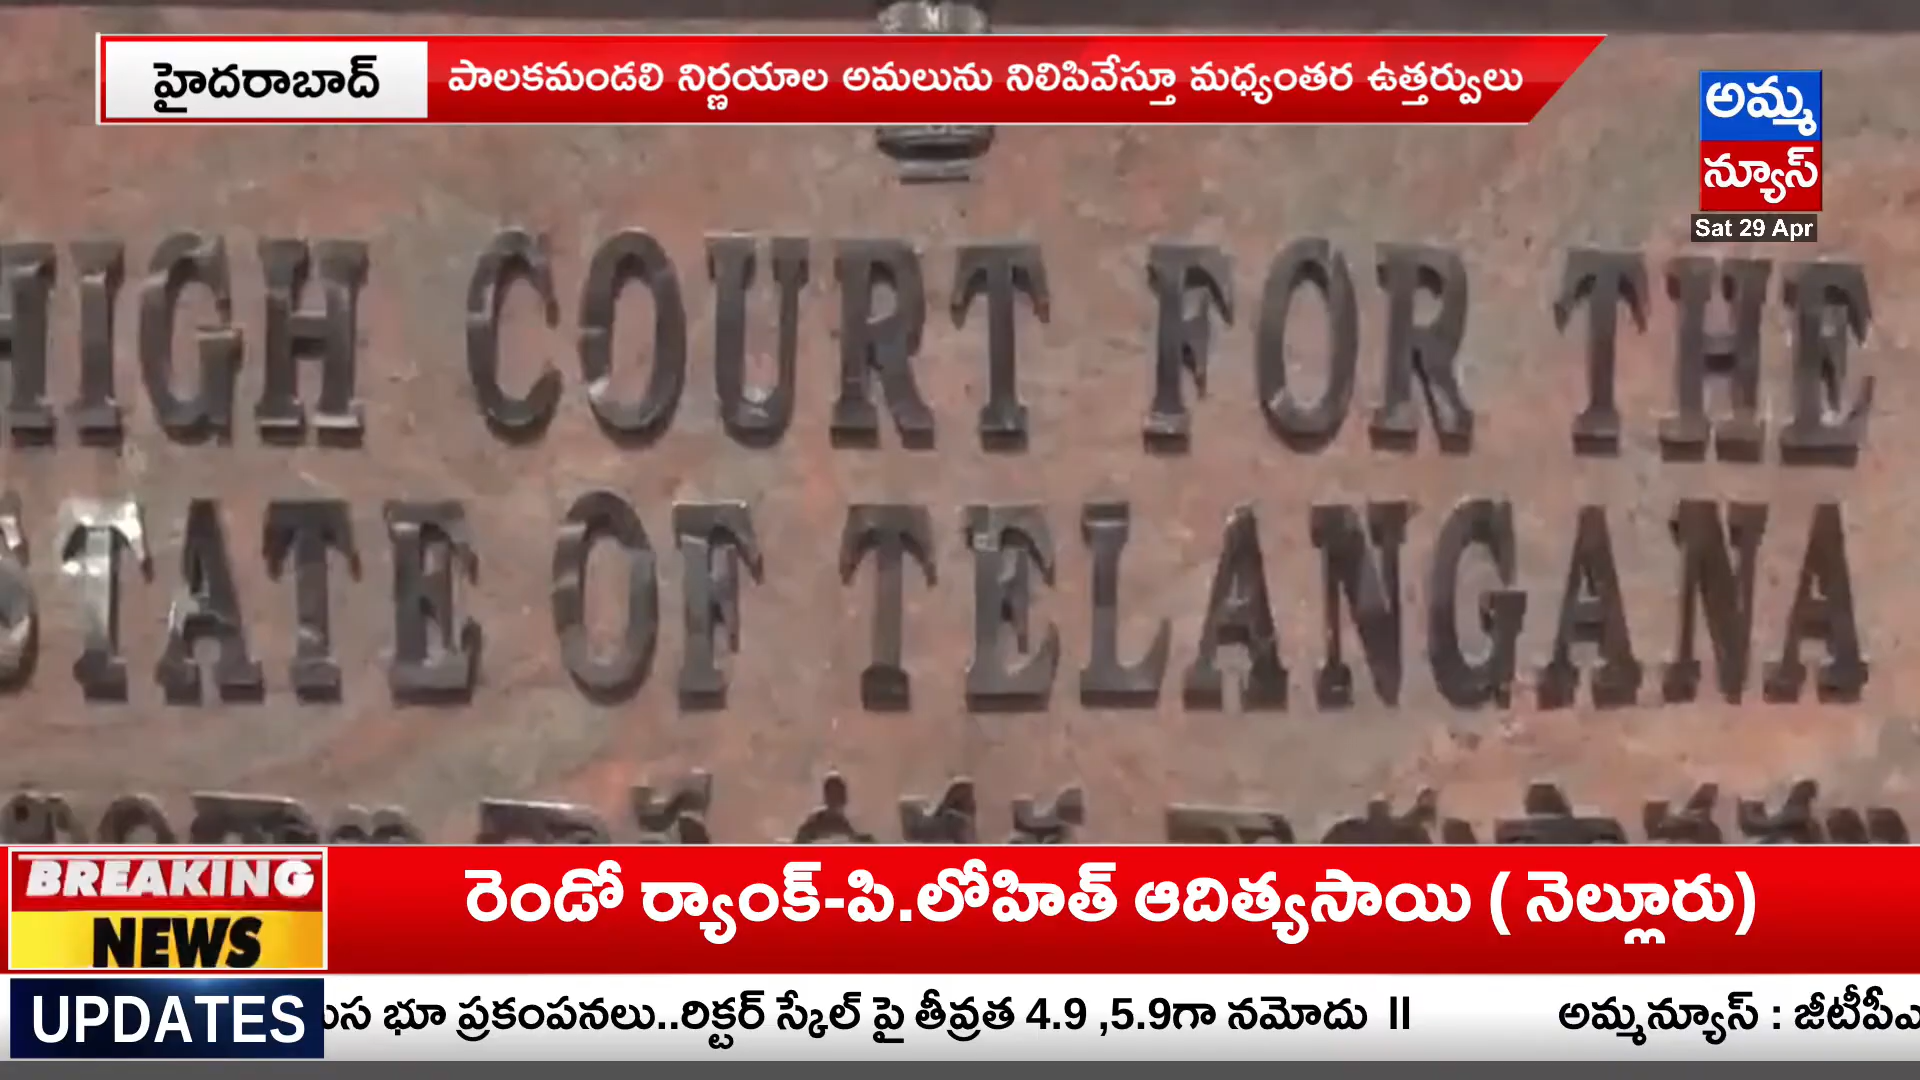 హైదరాబాద్
పాలకమండలి నిర్ణయాల అమలును నిలిపివేస్తూ మధ్యంతర ఉత్తర్వులు
అమ్మ
న్యూస్
Sat 29 Apr
HIGH COURT FOR THE
STATE OF TELANGANA
BREAKING
NEWS
రెండో ర్యాంక్-పి.లోహిత్ ఆదిత్యసాయి ( నెల్లూరు)
UPDATES
భూ ప్రకంపనలు..రిక్టర్ స్కేల్ పై తీవ్రత 4.9 ,5.9గా నమోదు II అమ్మన్యూస్ :